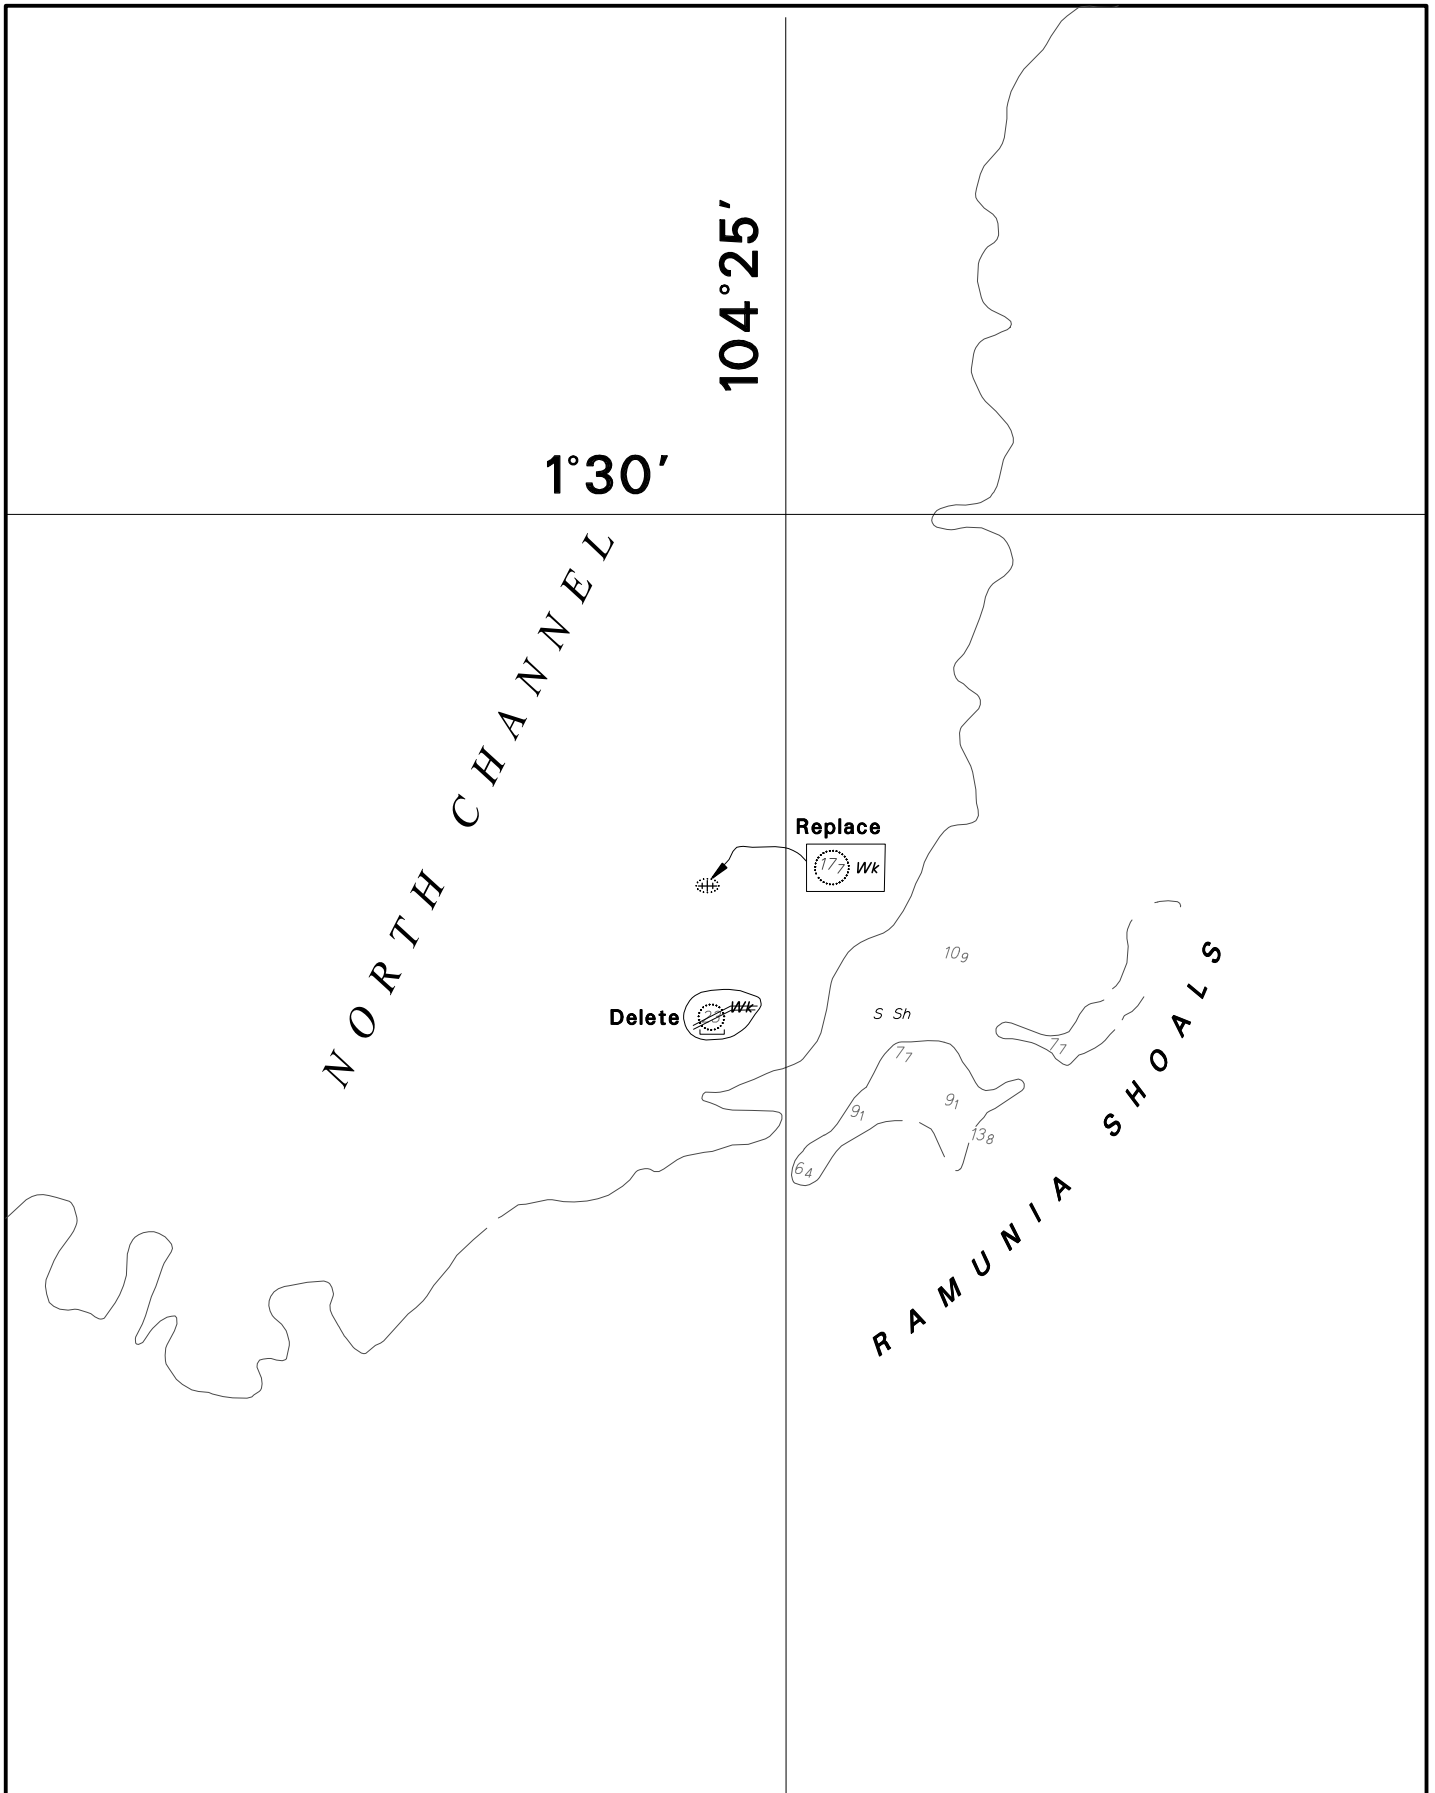 104°25′
1°30′
NORTH CHANNEL
Replace
17₇ Wk
10₉
Delete
Wk
S Sh
7₇
7₇
9₁
9₁
13₈
6₄
RAMUNIA SHOALS